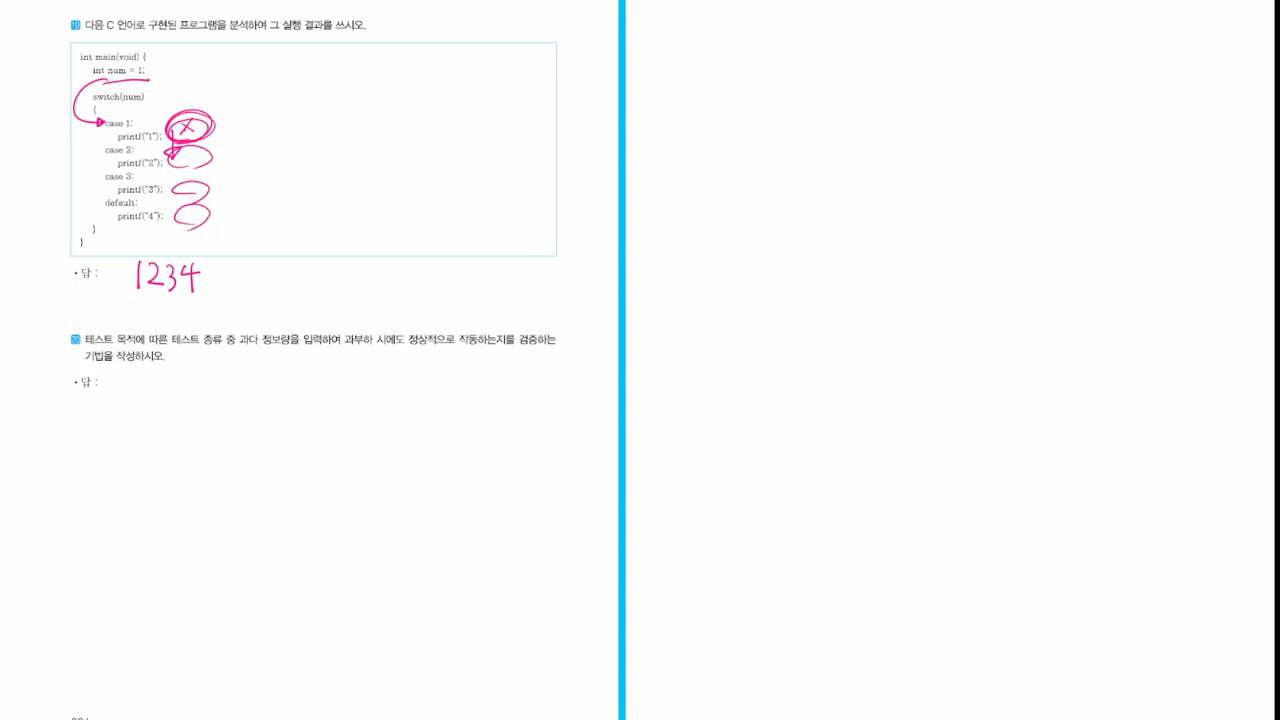 19 다음 C 언어로 구현된 프로그램을 분석하여 그 실행 결과를 쓰시오.
int main(void) {
int num = 1;
switch(num)
{
case 1:
printf("1");
case 2:
printf("2");
case 3:
printf("3");
default:
printf("4");
}
}
• 답 : 1234
20 테스트 목적에 따른 테스트 종류 중 과다 정보량을 입력하여 과부하 시에도 정상적으로 작동하는지를 검증하는
기법을 작성하시오.
• 답 :